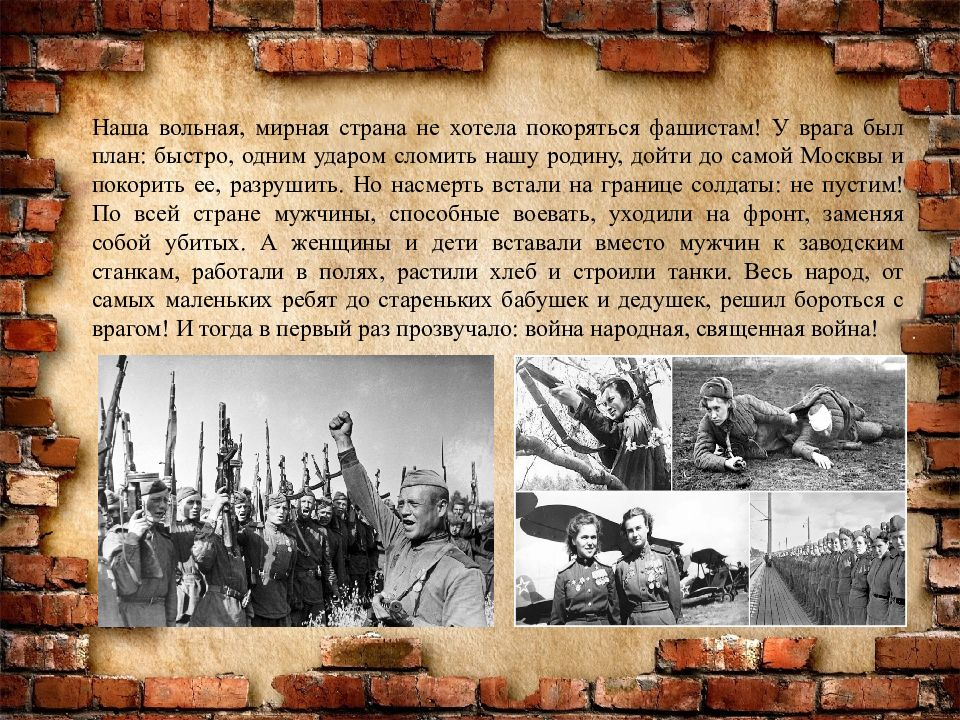 Наша вольная, мирная страна не хотела покоряться фашистам! У врага был
план: быстро, одним ударом сломить нашу родину, дойти до самой Москвы и
покорить ее, разрушить. Но насмерть встали на границе солдаты: не пустим!
По всей стране мужчины, способные воевать, уходили на фронт, заменяя
собой убитых. А женщины и дети вставали вместо мужчин к заводским
станкам, работали в полях, растили хлеб и строили танки. Весь народ, от
самых маленьких ребят до стареньких бабушек и дедушек, решил бороться с
врагом! И тогда в первый раз прозвучало: война народная, священная война!